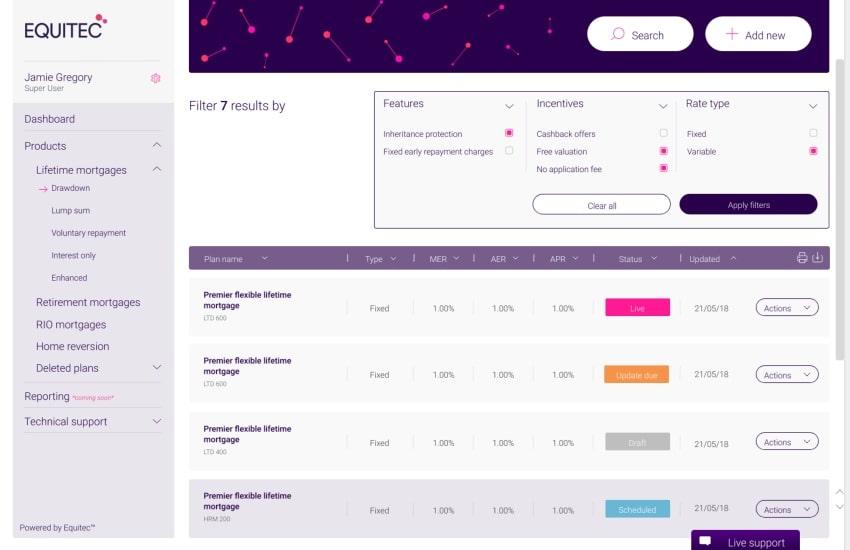 EQUITEC
Search
Add new
Jamie Gregory
Super User
Dashboard
Products
Lifetime mortgages
Drawdown
Lump sum
Voluntary repayment
Interest only
Enhanced
Retirement mortgages
RIO mortgages
Home reversion
Deleted plans
Reporting *coming soon*
Technical support
Powered by Equitec™
Filter 7 results by
Features
Inheritance protection
Fixed early repayment charges
Incentives
Cashback offers
Free valuation
No application fee
Rate type
Fixed
Variable
Clear all
Apply filters
Plan name | Type | MER | AER | APR | Status | Updated
Premier flexible lifetime
mortgage
LTD 600
Fixed 1.00% 1.00% 1.00% Live 21/05/18 Actions
Premier flexible lifetime
mortgage
LTD 600
Fixed 1.00% 1.00% 1.00% Update due 21/05/18 Actions
Premier flexible lifetime
mortgage
LTD 400
Fixed 1.00% 1.00% 1.00% Draft 21/05/18 Actions
Premier flexible lifetime
mortgage
HRM 200
Fixed 1.00% 1.00% 1.00% Scheduled 21/05/18 Actions
Live support